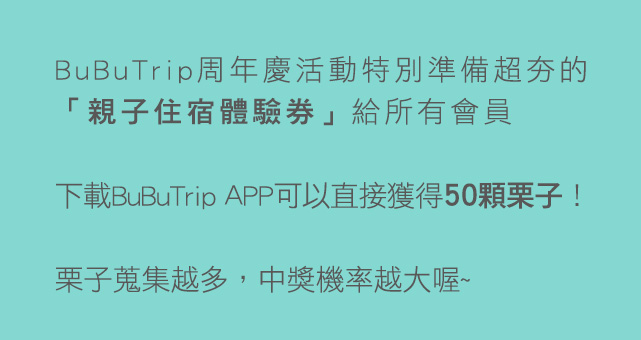 BuBuTrip周年慶活動特別準備超夯的
「親子住宿體驗券」給所有會員
下載BuBuTrip APP可以直接獲得50顆栗子！
栗子蒐集越多，中獎機率越大喔~